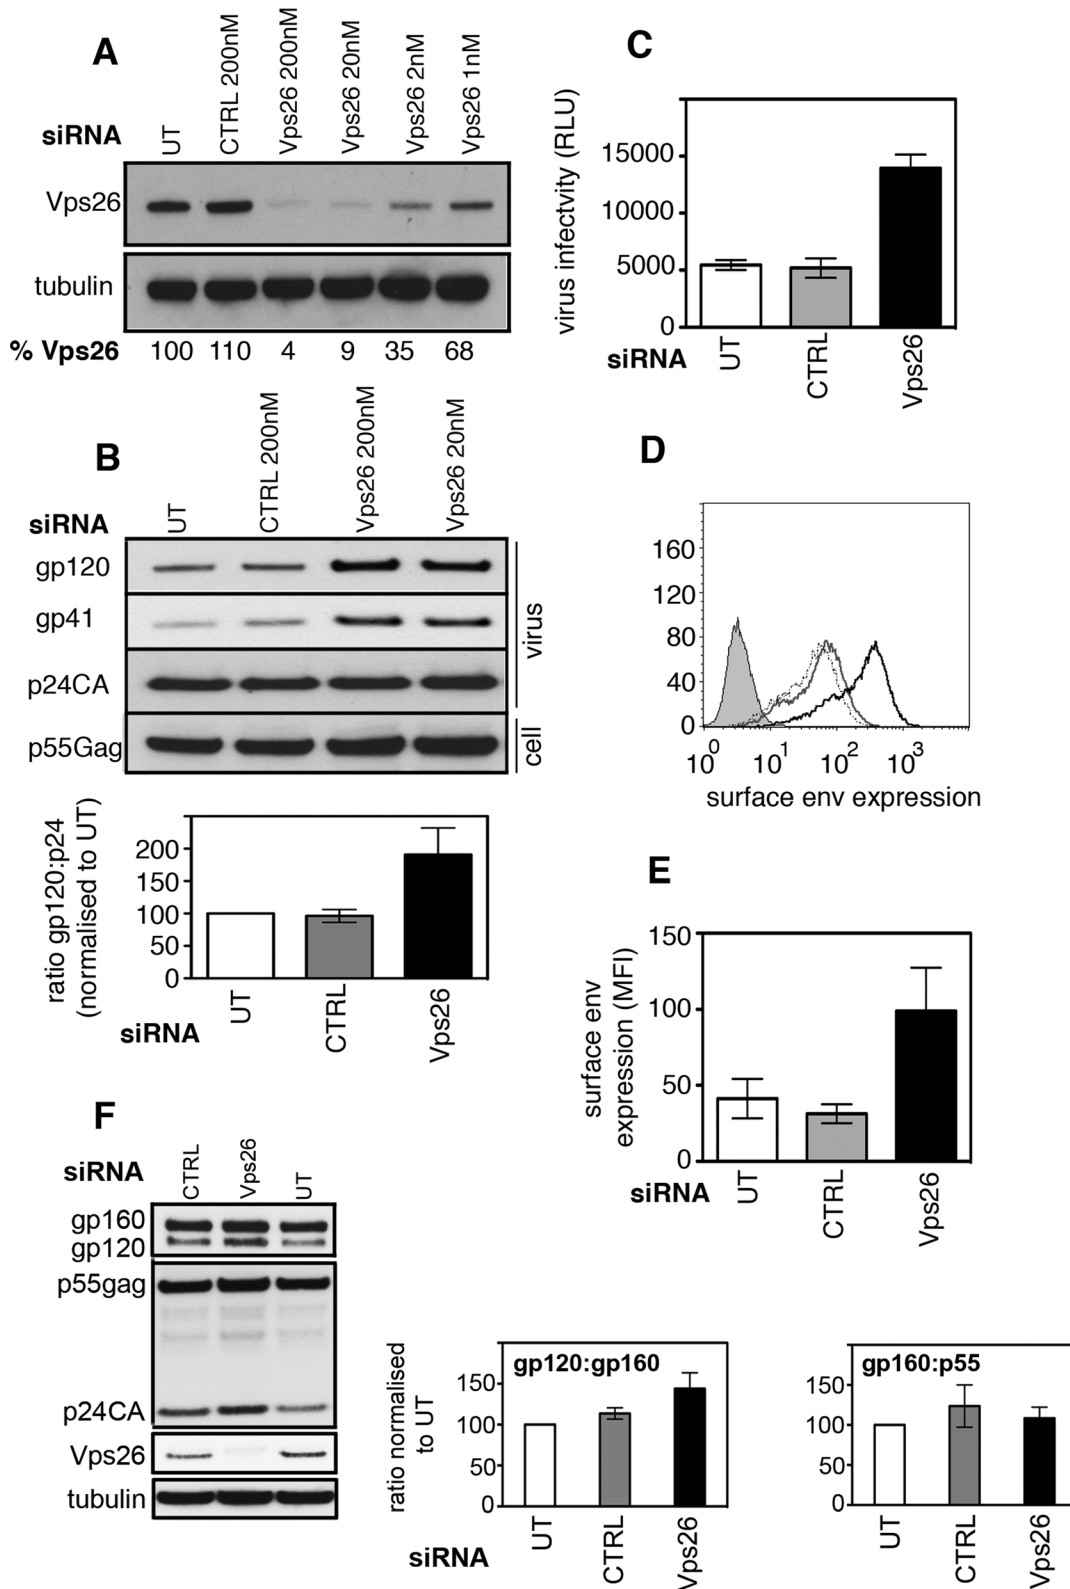 A
siRNA
UT
CTRL 200nM
Vps26 200nM
Vps26 20nM
Vps26 2nM
Vps26 1nM
Vps26
tubulin
% Vps26 100 110 4 9 35 68
B
siRNA
UT
CTRL 200nM
Vps26 200nM
Vps26 20nM
gp120
gp41
p24CA
p55Gag
virus
cell
ratio gp120:p24
(normalised to UT)
200
150
100
50
0
siRNA
UT
CTRL
Vps26
C
virus infectvity (RLU)
15000
10000
5000
0
siRNA
UT
CTRL
Vps26
D
160
120
80
40
0
10^0 10^1 10^2 10^3
surface env expression
E
surface env
expression (MFI)
150
100
50
0
siRNA
UT
CTRL
Vps26
F
siRNA
CTRL
Vps26
UT
gp160
gp120
p55gag
p24CA
Vps26
tubulin
ratio normalised
to UT
gp120:gp160
150
100
50
0
siRNA
UT
CTRL
Vps26
gp160:p55
150
100
50
0
UT
CTRL
Vps26